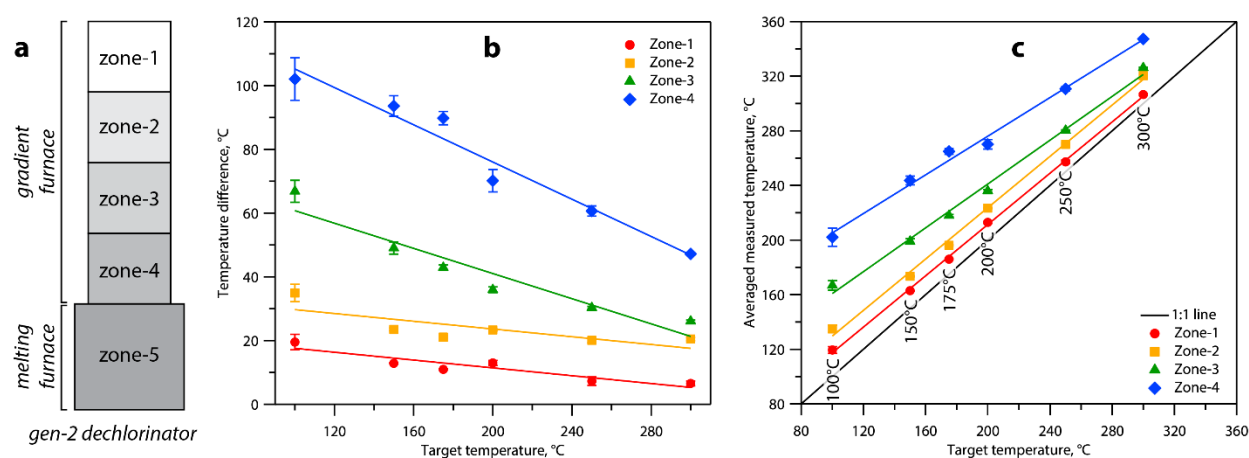 a
gradient
furnace
melting
furnace
zone-1
zone-2
zone-3
zone-4
zone-5
gen-2 dechlorinator
b
Zone-1
Zone-2
Zone-3
Zone-4
Temperature difference, °C
120
100
80
60
40
20
0
120 160 200 240 280
Target temperature, °C
c
Averaged measured temperature, °C
360
320
280
240
200
160
120
80
100°C
150°C
175°C
200°C
250°C
300°C
1:1 line
Zone-1
Zone-2
Zone-3
Zone-4
80 120 160 200 240 280 320 360
Target temperature, °C